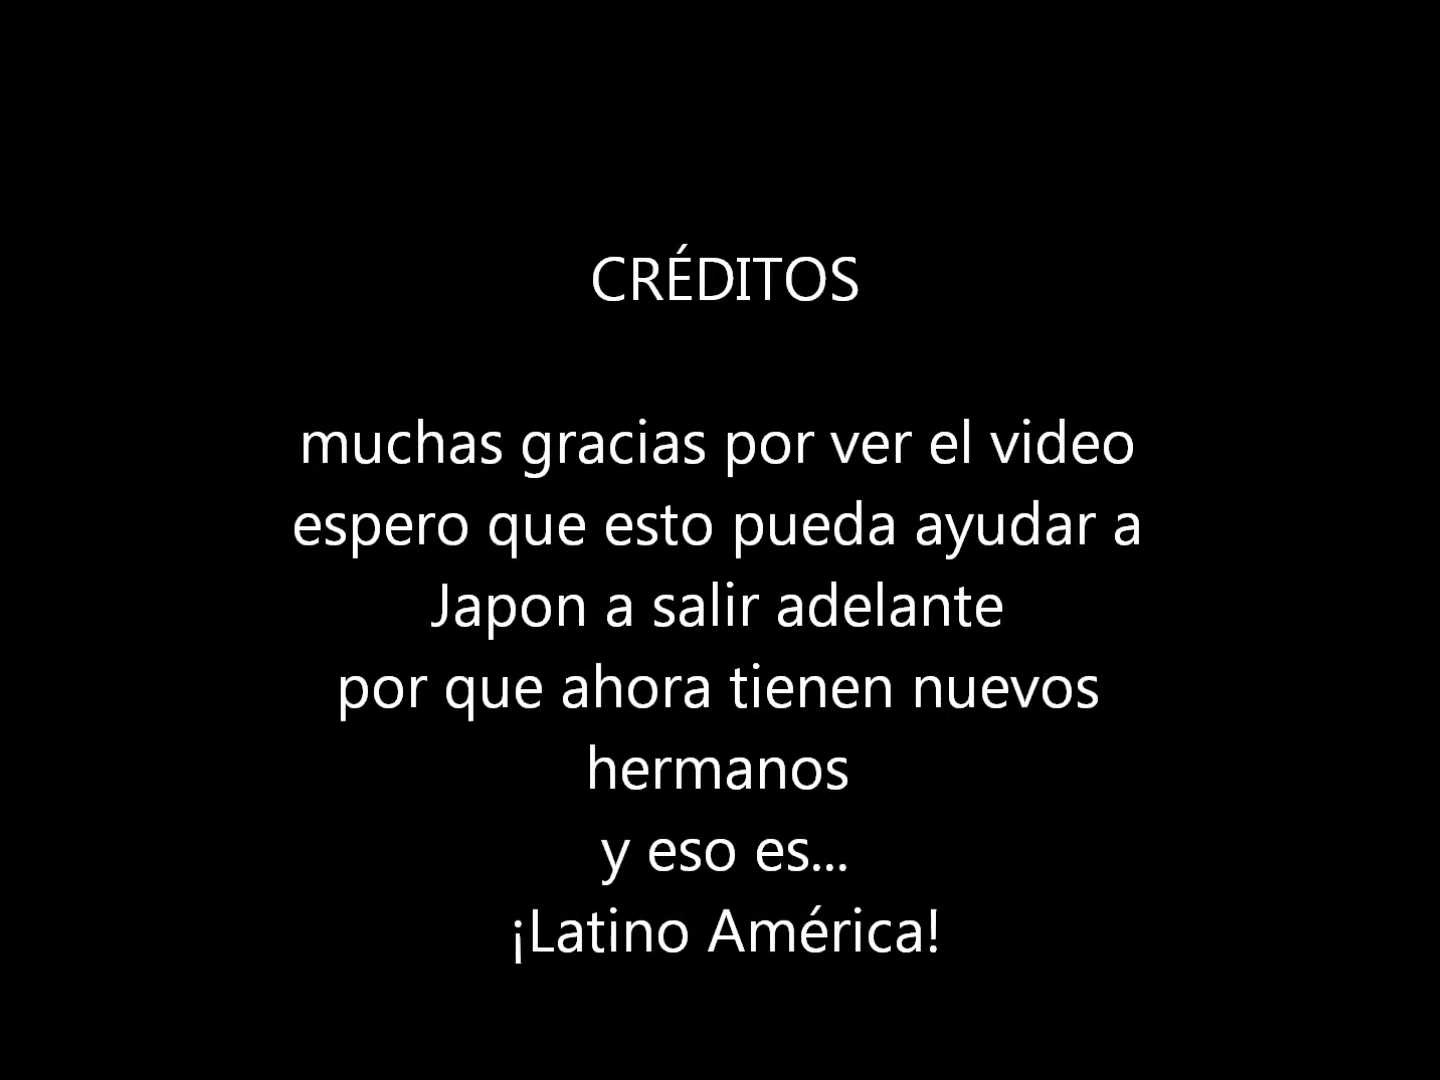 CRÉDITOS
muchas gracias por ver el video
espero que esto pueda ayudar a
Japon a salir adelante
por que ahora tienen nuevos
hermanos
y eso es...
¡Latino América!